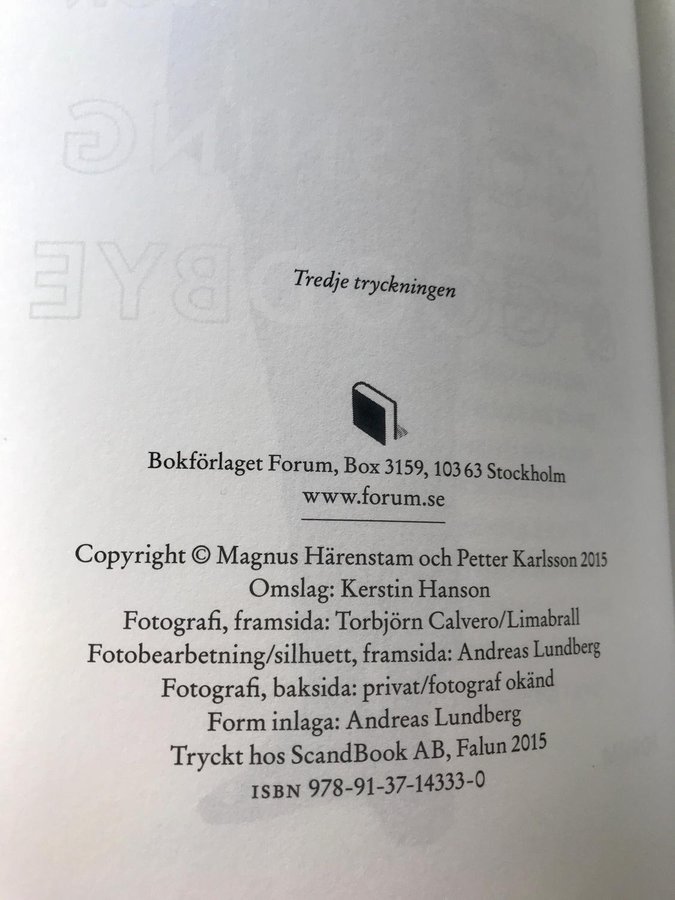 Tredje tryckningen
Bokförlaget Forum, Box 3159, 103 63 Stockholm
www.forum.se
Copyright © Magnus Härenstam och Petter Karlsson 2015
Omslag: Kerstin Hanson
Fotografi, framsida: Torbjörn Calvero/Limabrall
Fotobearbetning/silhuett, framsida: Andreas Lundberg
Fotografi, baksida: privat/fotograf okänd
Form inlaga: Andreas Lundberg
Tryckt hos ScandBook AB, Falun 2015
ISBN 978-91-37-14333-0